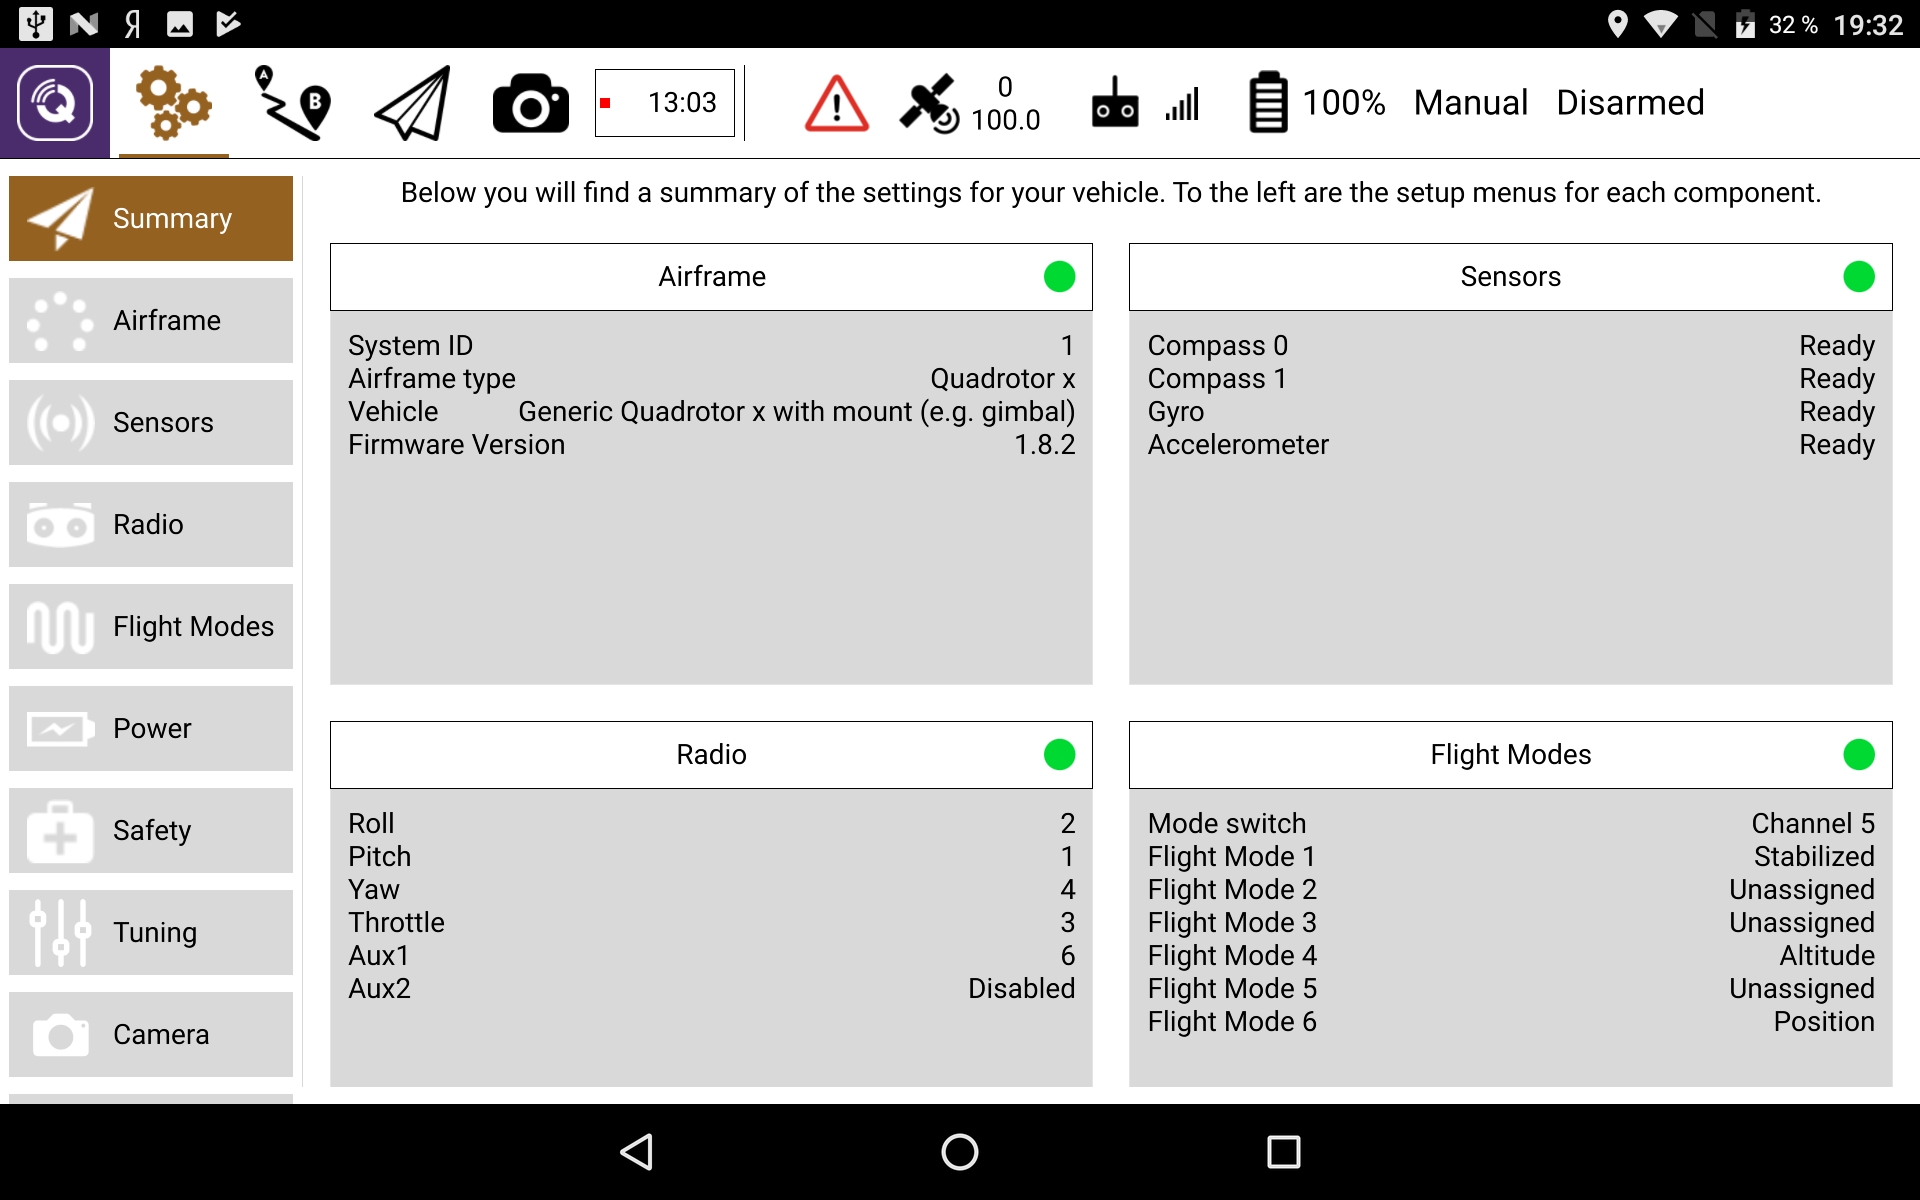 32 % 19:32
A B 13:03 0 100.0 100% Manual Disarmed
Below you will find a summary of the settings for your vehicle. To the left are the setup menus for each component.
Summary
Airframe
Sensors
Radio
Flight Modes
Power
Safety
Tuning
Camera
Airframe
System ID 1
Airframe type Quadrotor x
Vehicle Generic Quadrotor x with mount (e.g. gimbal)
Firmware Version 1.8.2
Sensors
Compass 0 Ready
Compass 1 Ready
Gyro Ready
Accelerometer Ready
Radio
Roll 2
Pitch 1
Yaw 4
Throttle 3
Aux1 6
Aux2 Disabled
Flight Modes
Mode switch Channel 5
Flight Mode 1 Stabilized
Flight Mode 2 Unassigned
Flight Mode 3 Unassigned
Flight Mode 4 Altitude
Flight Mode 5 Unassigned
Flight Mode 6 Position